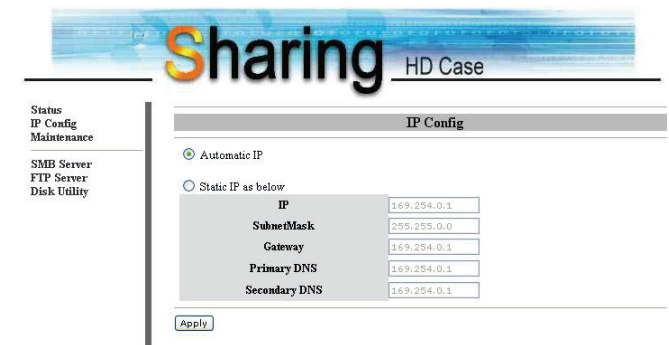 Sharing HD Case
Status
IP Config
Maintenance
SMB Server
FTP Server
Disk Utility
IP Config
Automatic IP
Static IP as below
IP 169.254.0.1
SubnetMask 255.255.0.0
Gateway 169.254.0.1
Primary DNS 169.254.0.1
Secondary DNS 169.254.0.1
Apply